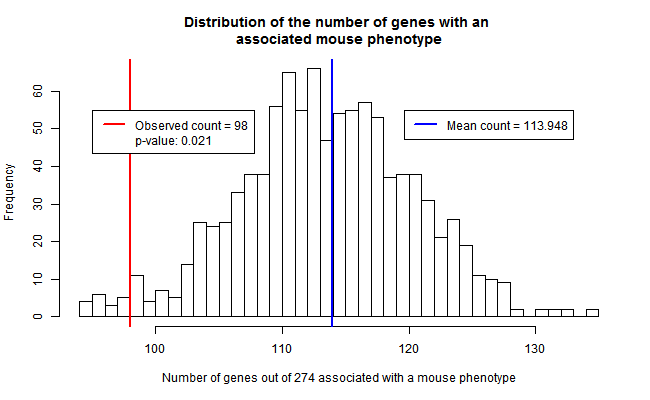 Distribution of the number of genes with an
associated mouse phenotype
Observed count = 98
p-value: 0.021
Mean count = 113.948
Frequency
60
50
40
30
20
10
0
100 110 120 130
Number of genes out of 274 associated with a mouse phenotype